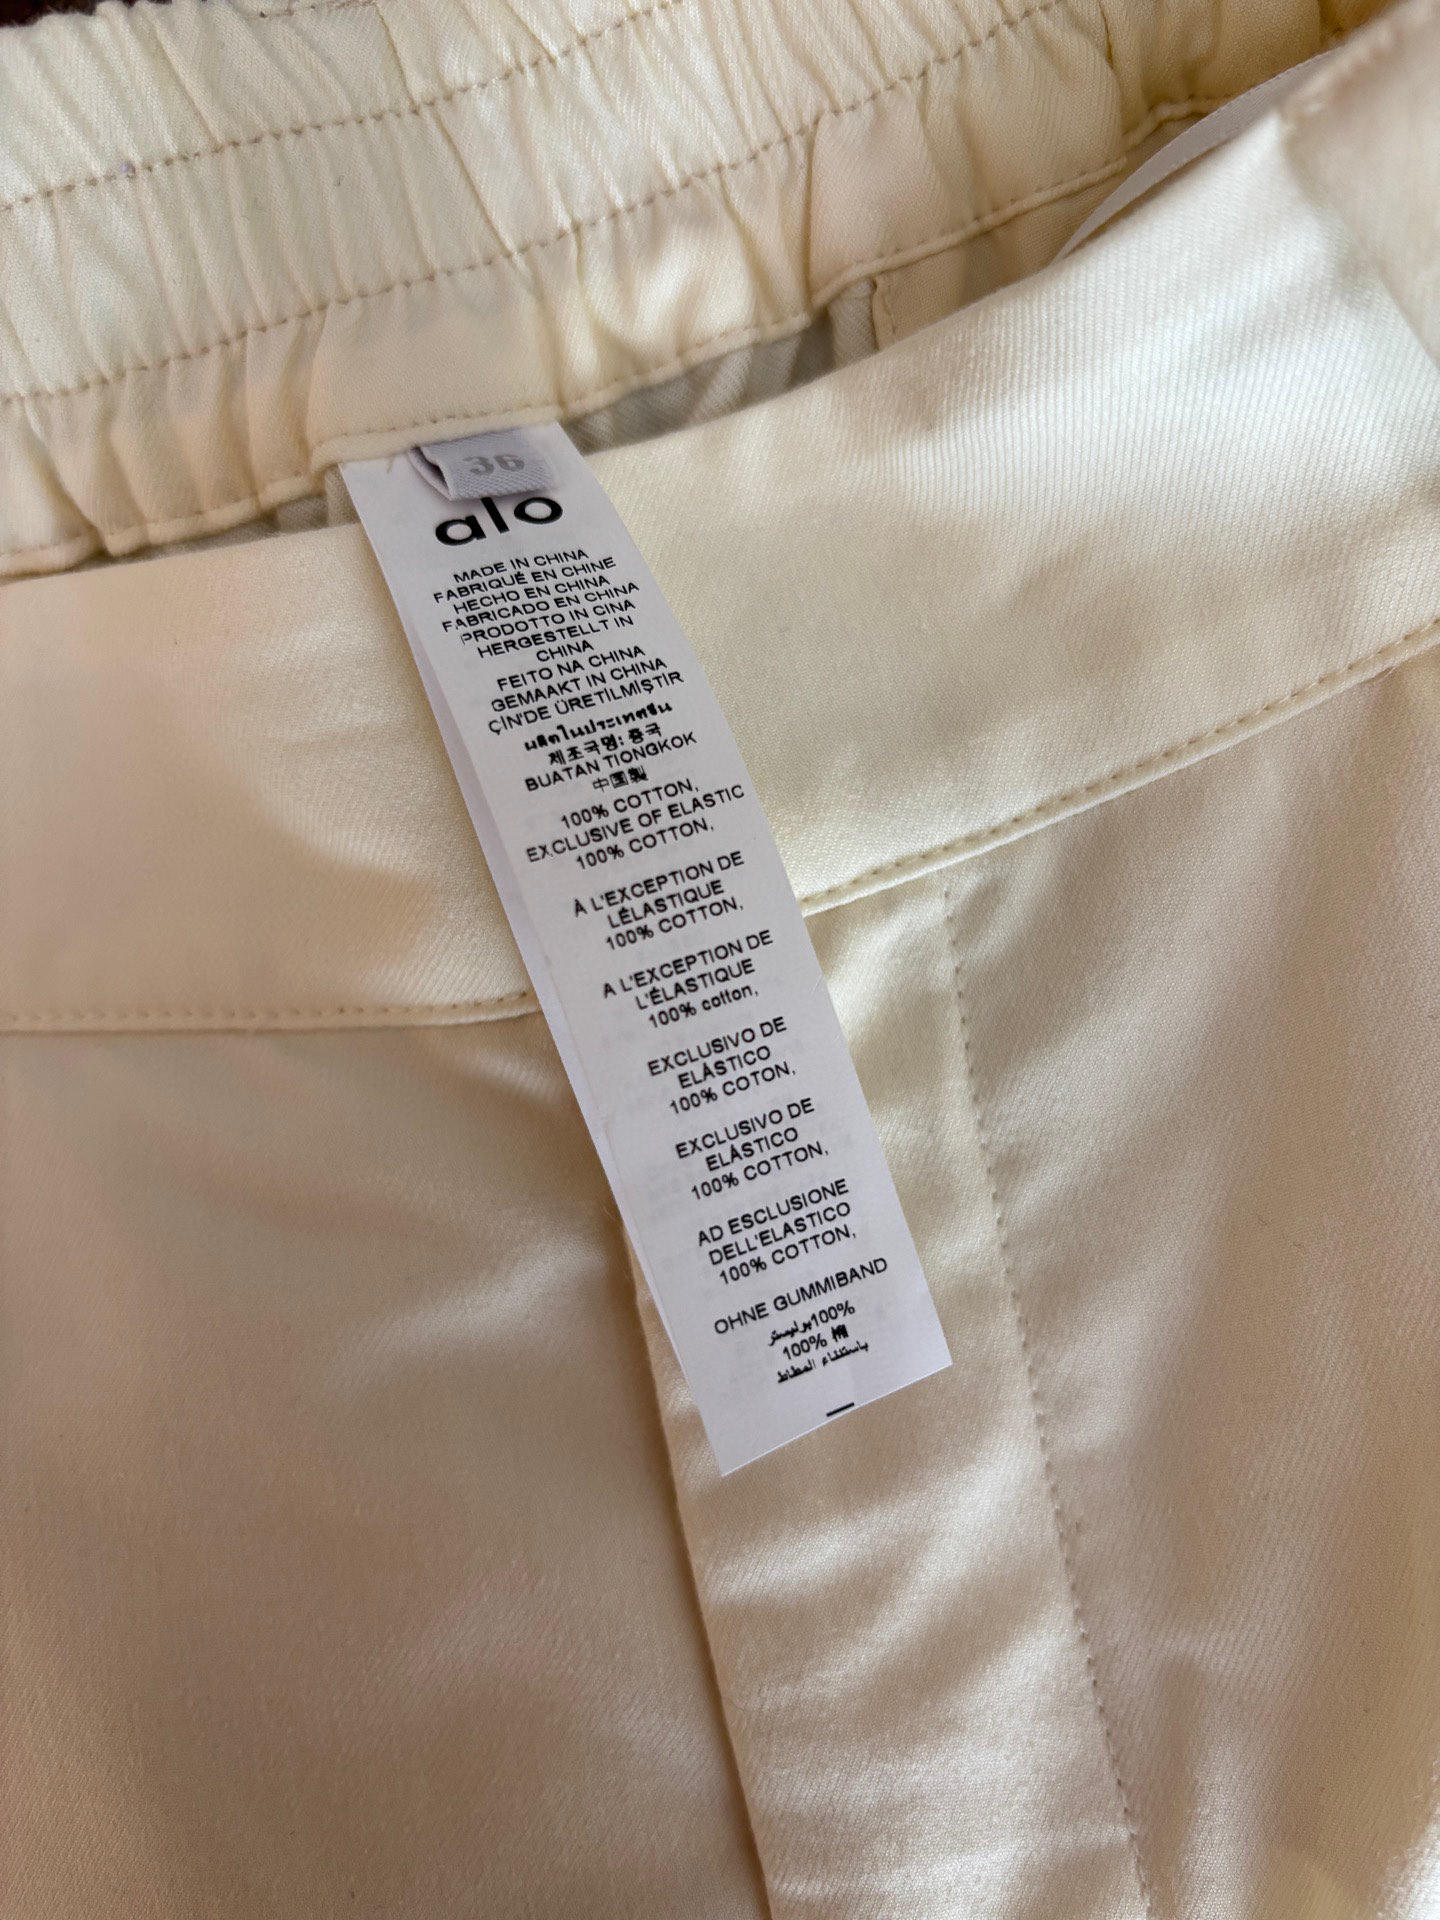 36
alo
MADE IN CHINA
FABRIQUÉ EN CHINE
HECHO EN CHINA
FABRICADO EN CHINA
PRODOTTO IN CINA
HERGESTELLT IN
CHINA
FEITO NA CHINA
GEMAAKT IN CHINA
ÇİN'DE ÜRETİLMİŞTİR
ผลิตในประเทศจีน
제조국명: 중국
BUATAN TIONGKOK
中国製
100% COTTON,
EXCLUSIVE OF ELASTIC
100% COTTON,
À L'EXCEPTION DE
LÉLASTIQUE
100% COTTON,
A L'EXCEPTION DE
L'ÉLASTIQUE
100% cotton,
EXCLUSIVO DE
ELÁSTICO
100% COTON,
EXCLUSIVO DE
ELÁSTICO
100% COTTON,
AD ESCLUSIONE
DELL'ELASTICO
100% COTTON,
OHNE GUMMIBAND
100%بوليستر
100% 棉
باستثناء المطاط